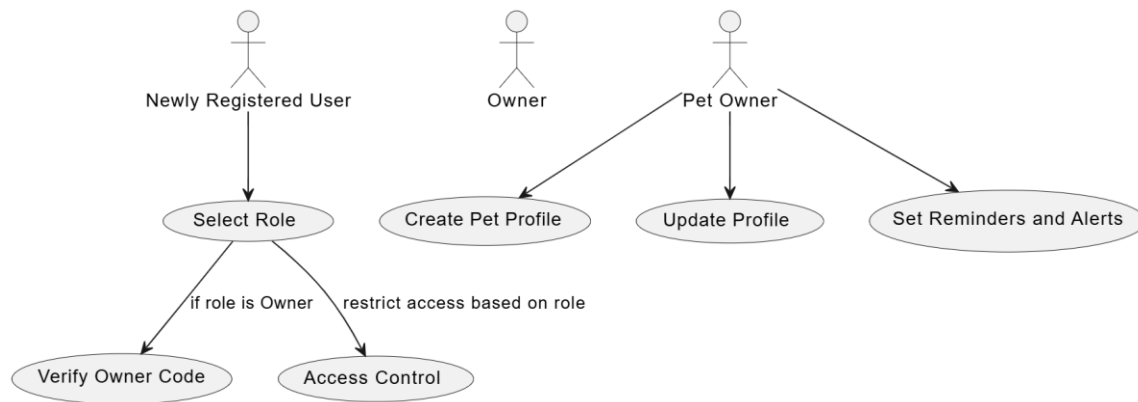 Newly Registered User
Owner
Pet Owner
Select Role
Create Pet Profile
Update Profile
Set Reminders and Alerts
if role is Owner
restrict access based on role
Verify Owner Code
Access Control